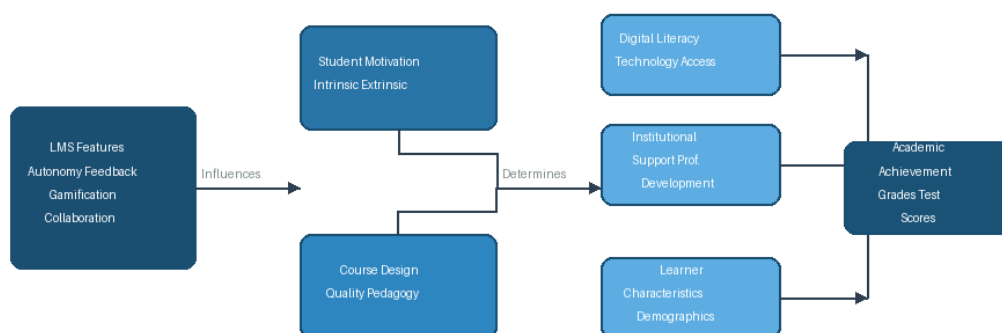 LMS Features
Autonomy Feedback
Gamification
Collaboration
Influences
Student Motivation
Intrinsic Extrinsic
Course Design
Quality Pedagogy
Determines
Digital Literacy
Technology Access
Institutional
Support Prof.
Development
Learner
Characteristics
Demographics
Academic
Achievement
Grades Test
Scores